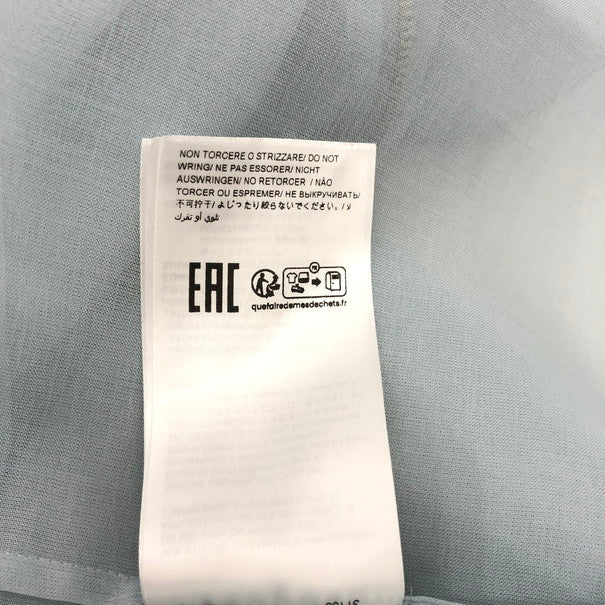 NON TORCERE O STRIZZARE/ DO NOT
WRING/ NE PAS ESSORER/ NICHT
AUSWRINGEN/ NO RETORCER / NÃO
TORCER OU ESPREMER/ НЕ ВЫКРУЧИВАТЬ/
不可拧干/ よじったり絞らないでください。/ لا
تلوي أو تفرك
EAC
FR
quefairedemesdechets.fr